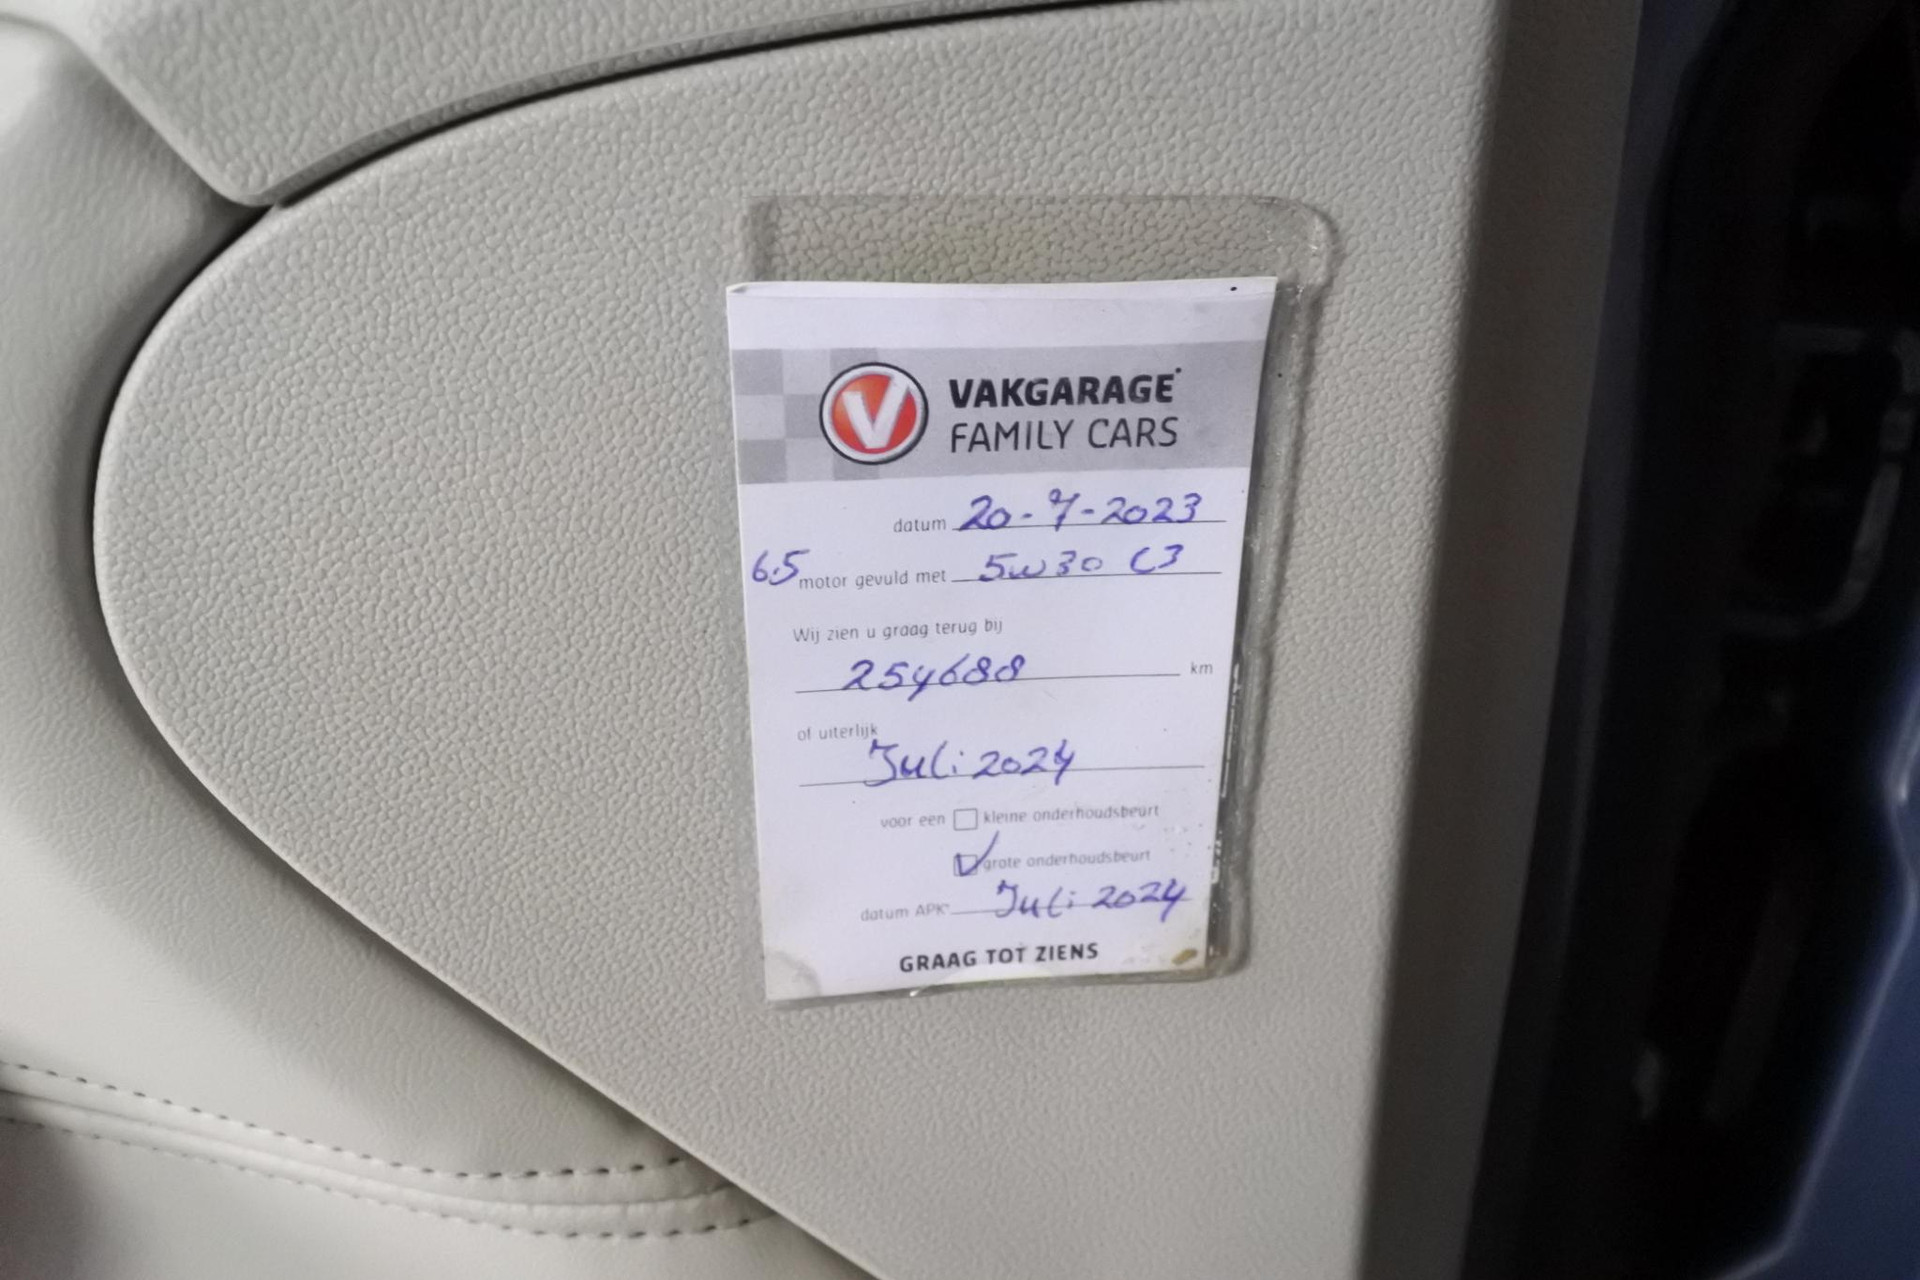 V VAKGARAGE
FAMILY CARS
datum 20-7-2023
6.5 motor gevuld met 5w30 C3
Wij zien u graag terug bij
254688 km
of uiterlijk
Juli 2024
voor een kleine onderhoudsbeurt
grote onderhoudsbeurt
datum APK* Juli 2024
GRAAG TOT ZIENS